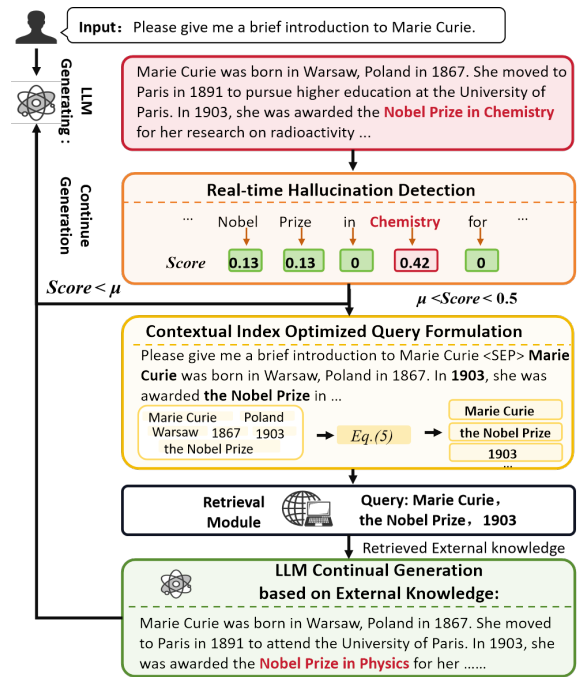 Input: Please give me a brief introduction to Marie Curie.
LLM
Generating:
Marie Curie was born in Warsaw, Poland in 1867. She moved to
Paris in 1891 to pursue higher education at the University of
Paris. In 1903, she was awarded the Nobel Prize in Chemistry
for her research on radioactivity ...
Continue
Generation
Real-time Hallucination Detection
... Nobel Prize in Chemistry for ...
Score 0.13 0.13 0 0.42 0
Score < μ
μ <Score< 0.5
Contextual Index Optimized Query Formulation
Please give me a brief introduction to Marie Curie <SEP> Marie
Curie was born in Warsaw, Poland in 1867. In 1903, she was
awarded the Nobel Prize in ...
Marie Curie Poland
Warsaw 1867 1903
the Nobel Prize
Eq.(5)
Marie Curie
the Nobel Prize
1903
...
Retrieval
Module
Query: Marie Curie,
the Nobel Prize, 1903
Retrieved External knowledge
LLM Continual Generation
based on External Knowledge:
Marie Curie was born in Warsaw, Poland in 1867. She moved
to Paris in 1891 to attend the University of Paris. In 1903, she
was awarded the Nobel Prize in Physics for her ......